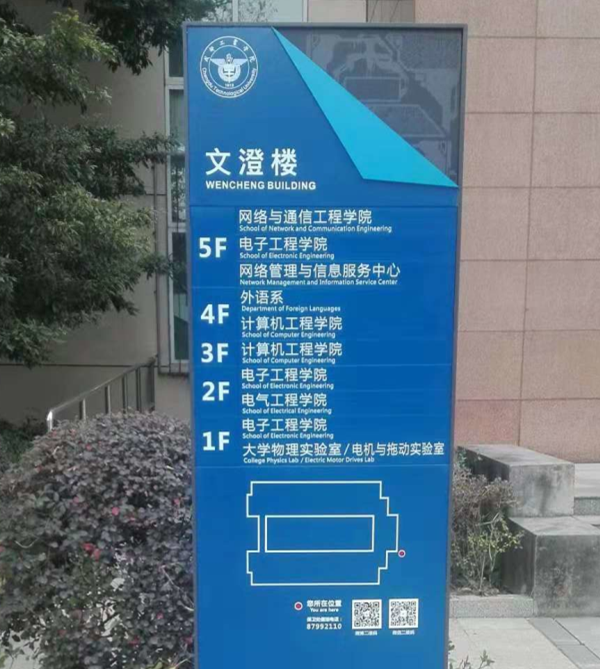 文澄楼
WENCHENG BUILDING
网络与通信工程学院
School of Network and Communication Engineering
5F
电子工程学院
School of Electronic Engineering
网络管理与信息服务中心
Network Management and Information Service Center
4F
外语系
Department of Foreign Languages
计算机工程学院
School of Computer Engineering
3F
计算机工程学院
School of Computer Engineering
2F
电子工程学院
School of Electronic Engineering
电气工程学院
School of Electrical Engineering
1F
电子工程学院
School of Electronic Engineering
大学物理实验室/电机与拖动实验室
College Physics Lab / Electric Motor Drives Lab
您所在位置
You are here
87992110